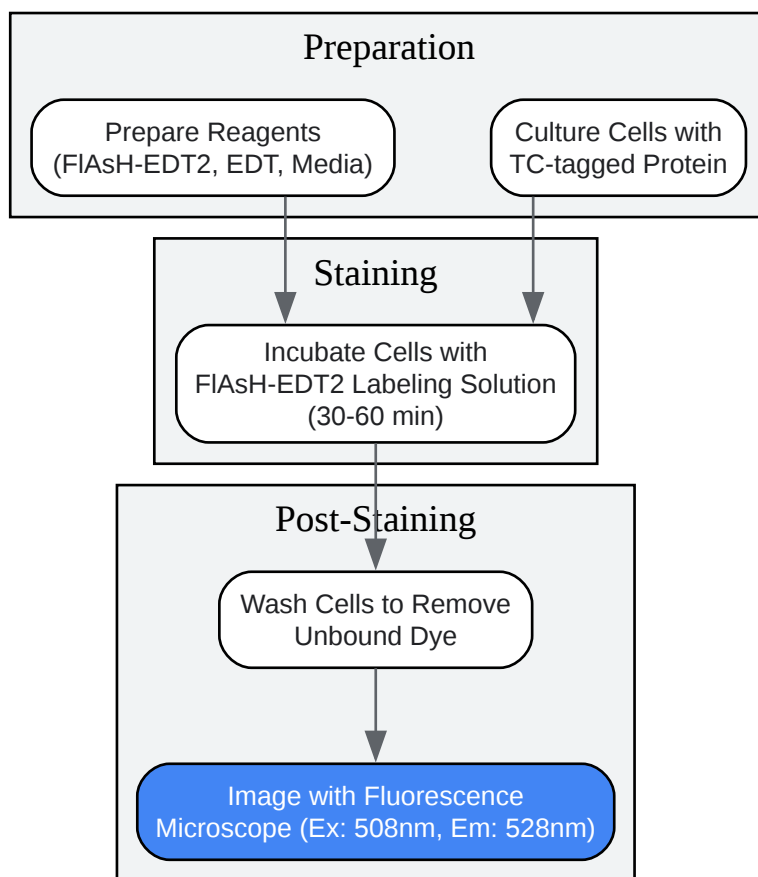 Preparation
Prepare Reagents
(FlAsH-EDT2, EDT, Media)
Culture Cells with
TC-tagged Protein
Staining
Incubate Cells with
FlAsH-EDT2 Labeling Solution
(30-60 min)
Post-Staining
Wash Cells to Remove
Unbound Dye
Image with Fluorescence
Microscope (Ex: 508nm, Em: 528nm)